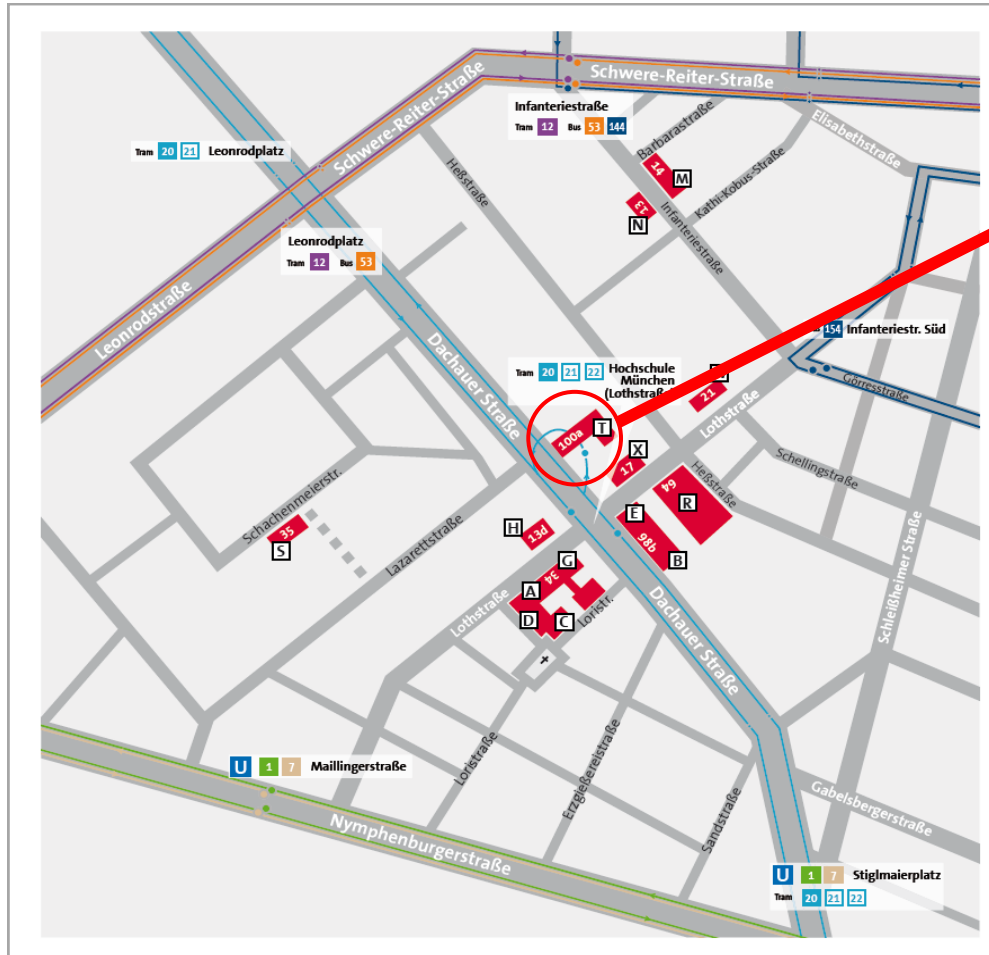 Schwere-Reiter-Straße
Infanteriestraße
Tram 12 Bus 53 144
Elisabethstraße
Barbarastraße
Schwere-Reiter-Straße
Tram 20 21 Leonrodplatz
Heßstraße
14
M
Kathi-Kobus-Straße
13
N
Infanteriestraße
Leonrodplatz
Tram 12 Bus 53
Leonrodstraße
154 Infanteriestr. Süd
Dachauer Straße
Tram 20 21 22 Hochschule
München
(Lothstraße
21
Görresstraße
Lothstraße
T
100a
X
17
Schellingstraße
Heßstraße
64
R
Schachenmeierstr.
35
S
Lazarettstraße
H
13d
E
98b
B
G
34
A
D
C
Loristr.
Lothstraße
Dachauer Straße
Schleißheimer Straße
U 1 7 Maillingerstraße
Loristraße
Erzgießereistraße
Sandstraße
Gabelsbergerstraße
Nymphenburgerstraße
U 1 7 Stiglmaierplatz
Tram 20 21 22